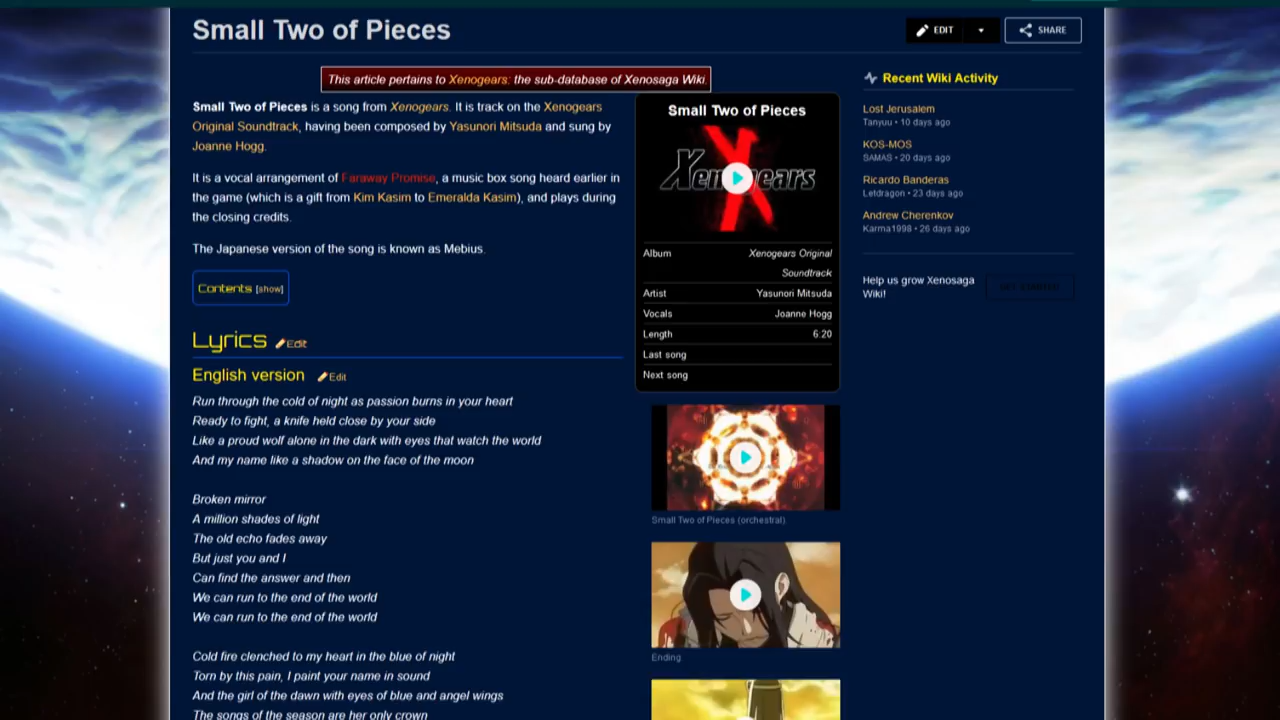 Small Two of Pieces
EDIT
SHARE
This article pertains to Xenogears: the sub-database of Xenosaga Wiki.
Small Two of Pieces is a song from Xenogears. It is track on the Xenogears
Original Soundtrack, having been composed by Yasunori Mitsuda and sung by
Joanne Hogg.
It is a vocal arrangement of Faraway Promise, a music box song heard earlier in
the game (which is a gift from Kim Kasim to Emeralda Kasim), and plays during
the closing credits.
The Japanese version of the song is known as Mebius.
Contents [show]
Lyrics Edit
English version Edit
Run through the cold of night as passion burns in your heart
Ready to fight, a knife held close by your side
Like a proud wolf alone in the dark with eyes that watch the world
And my name like a shadow on the face of the moon
Broken mirror
A million shades of light
The old echo fades away
But just you and I
Can find the answer and then
We can run to the end of the world
We can run to the end of the world
Cold fire clenched to my heart in the blue of night
Torn by this pain, I paint your name in sound
And the girl of the dawn with eyes of blue and angel wings
The songs of the season are her only crown
Small Two of Pieces
Xenogears
Album Xenogears Original
Soundtrack
Artist Yasunori Mitsuda
Vocals Joanne Hogg
Length 6:20
Last song
Next song
Small Two of Pieces (orchestral)
Ending
Recent Wiki Activity
Lost Jerusalem
Tanyuu • 10 days ago
KOS-MOS
SAMAS • 20 days ago
Ricardo Banderas
Letdragon • 23 days ago
Andrew Cherenkov
Karma1998 • 26 days ago
Help us grow Xenosaga
Wiki!
GET STARTED